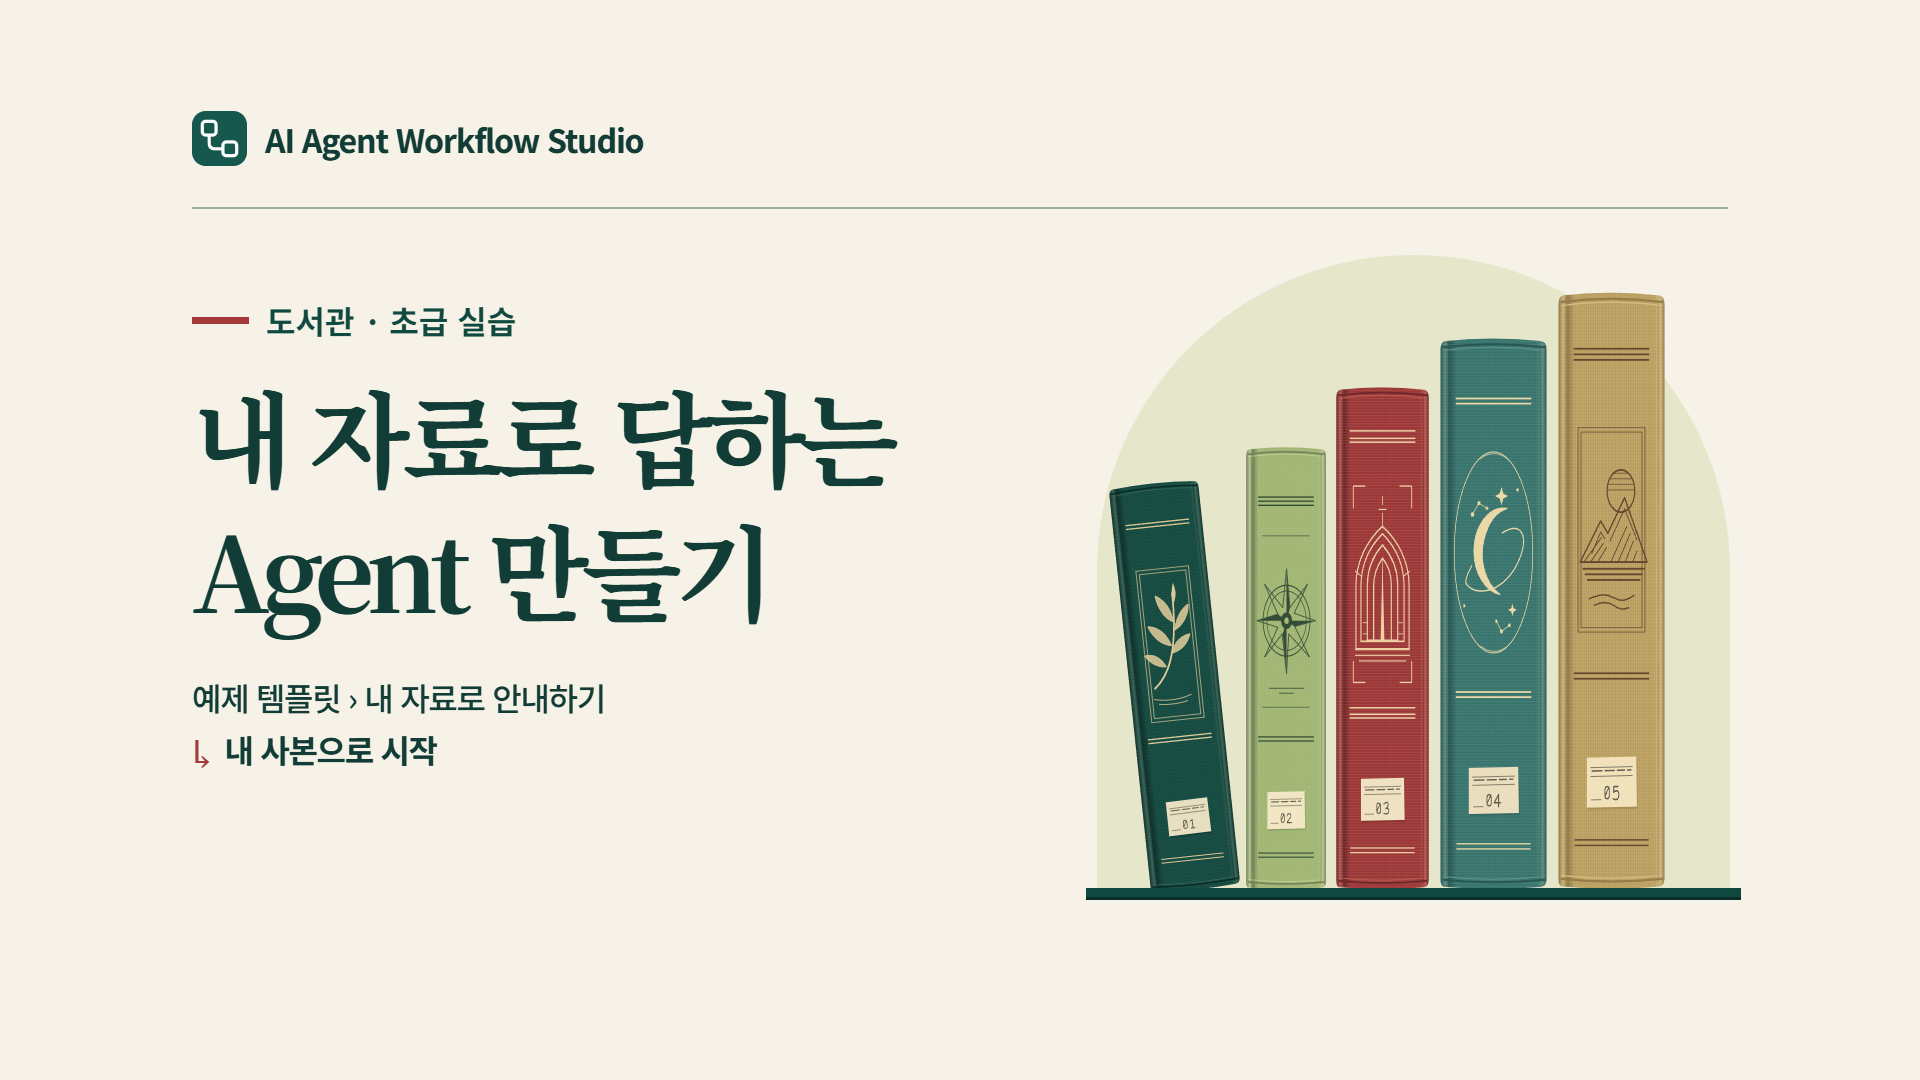 AI Agent Workflow Studio
도서관 · 초급 실습
내 자료로 답하는
Agent 만들기
예제 템플릿 › 내 자료로 안내하기
↳ 내 사본으로 시작
_01
_02
_03
_04
_05